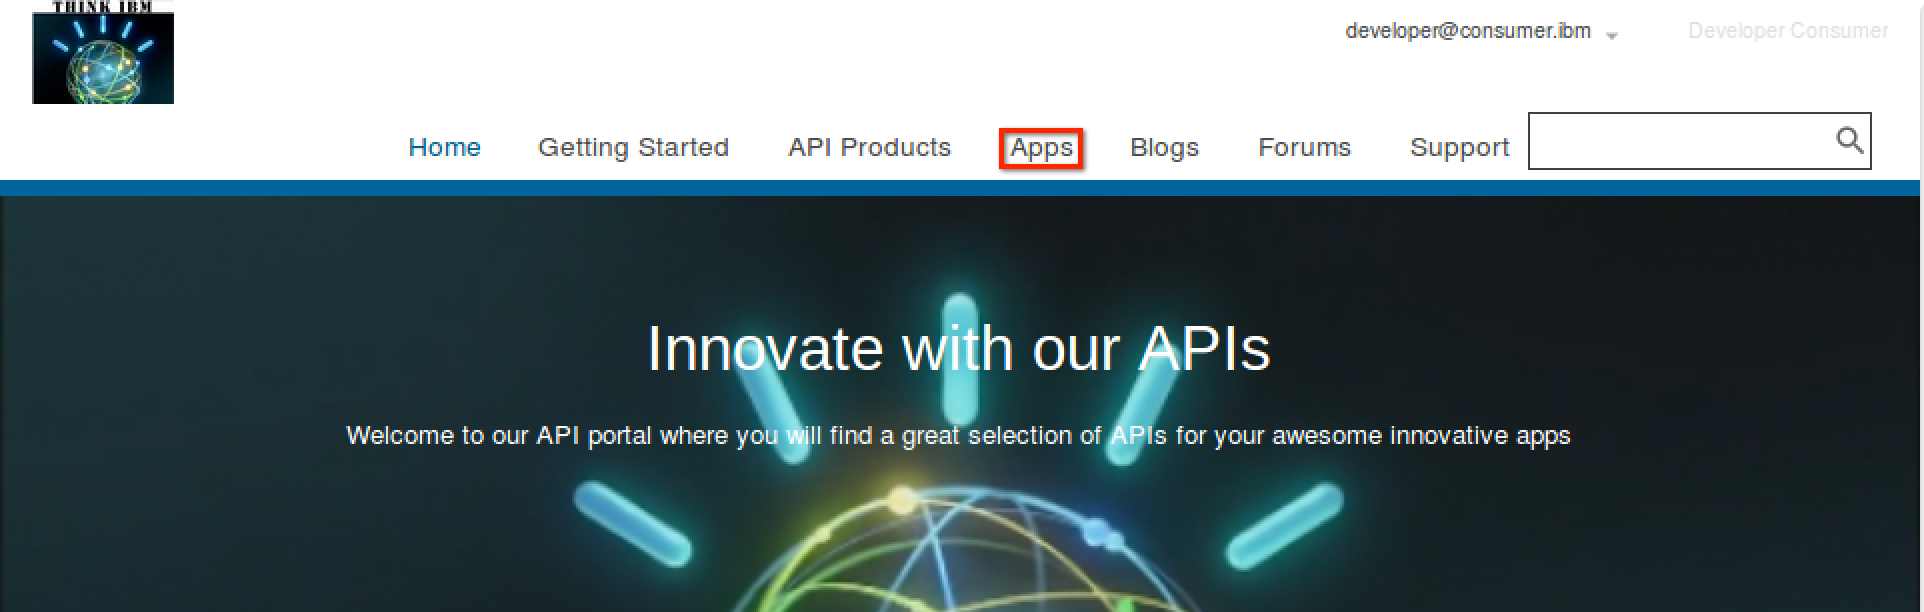 THINK IBM
developer@consumer.ibm Developer Consumer
Home Getting Started API Products Apps Blogs Forums Support
Innovate with our APIs
Welcome to our API portal where you will find a great selection of APIs for your awesome innovative apps